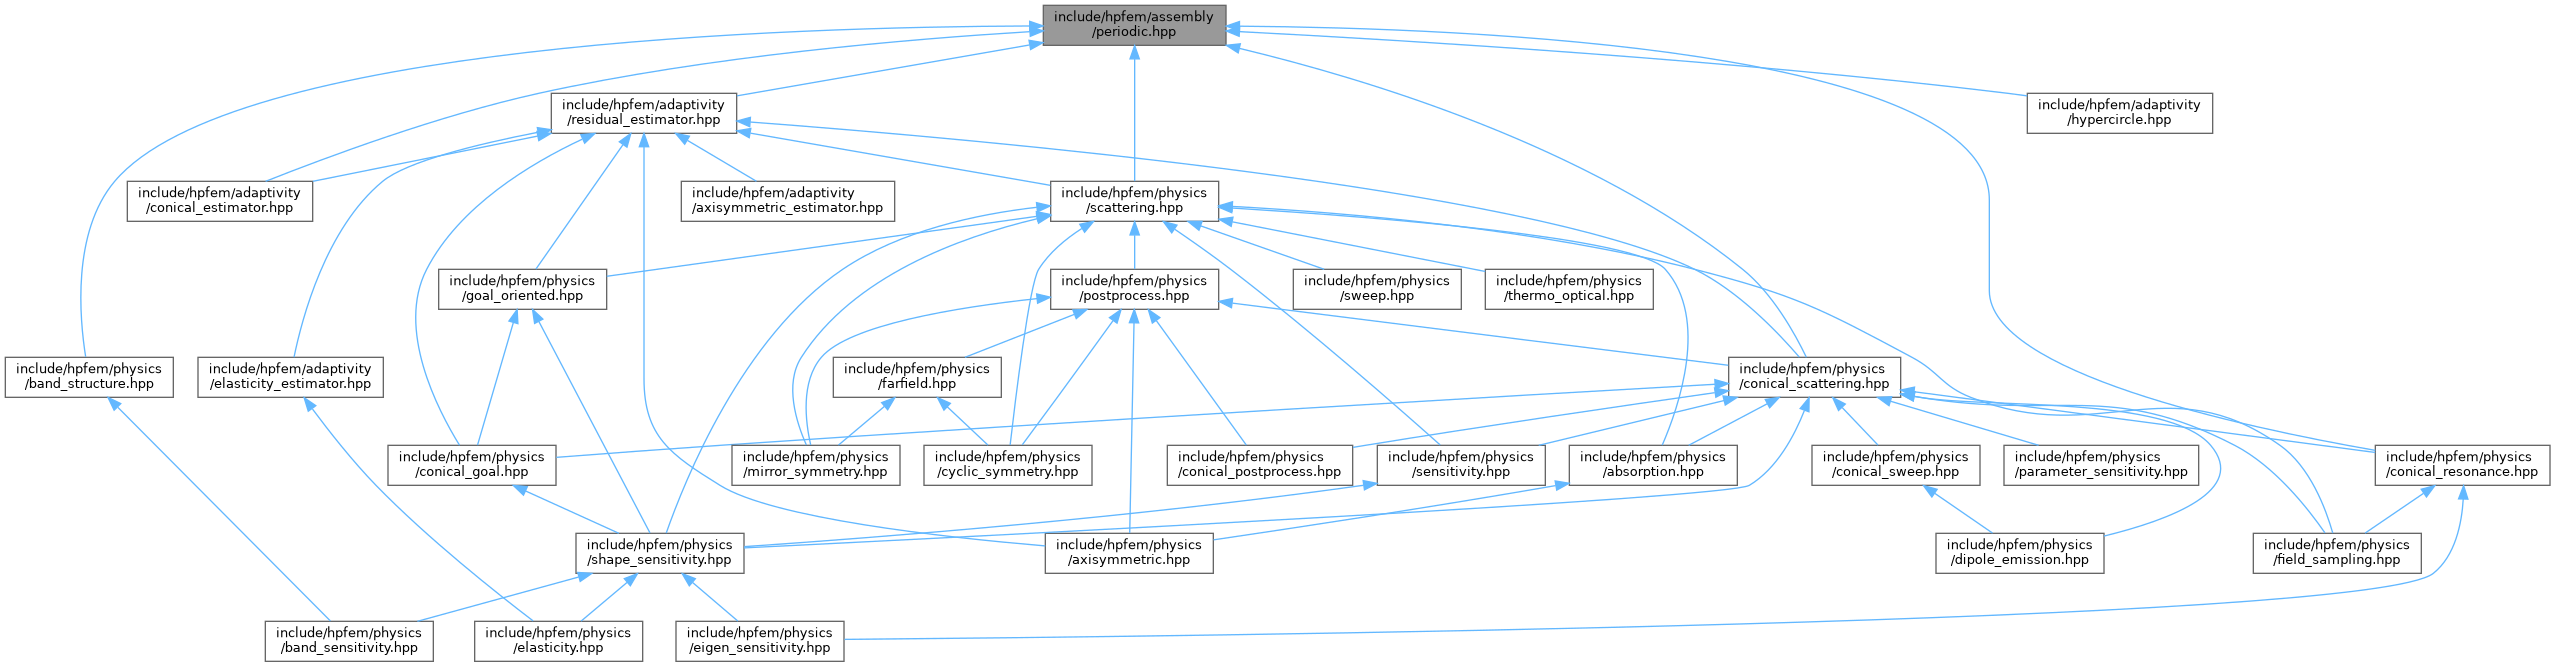 include/hpfem/assembly
/periodic.hpp
include/hpfem/adaptivity
/residual_estimator.hpp
include/hpfem/adaptivity
/hypercircle.hpp
include/hpfem/adaptivity
/conical_estimator.hpp
include/hpfem/adaptivity
/axisymmetric_estimator.hpp
include/hpfem/physics
/scattering.hpp
include/hpfem/physics
/goal_oriented.hpp
include/hpfem/physics
/postprocess.hpp
include/hpfem/physics
/sweep.hpp
include/hpfem/physics
/thermo_optical.hpp
include/hpfem/physics
/band_structure.hpp
include/hpfem/adaptivity
/elasticity_estimator.hpp
include/hpfem/physics
/farfield.hpp
include/hpfem/physics
/conical_scattering.hpp
include/hpfem/physics
/conical_goal.hpp
include/hpfem/physics
/mirror_symmetry.hpp
include/hpfem/physics
/cyclic_symmetry.hpp
include/hpfem/physics
/conical_postprocess.hpp
include/hpfem/physics
/sensitivity.hpp
include/hpfem/physics
/absorption.hpp
include/hpfem/physics
/conical_sweep.hpp
include/hpfem/physics
/parameter_sensitivity.hpp
include/hpfem/physics
/conical_resonance.hpp
include/hpfem/physics
/shape_sensitivity.hpp
include/hpfem/physics
/axisymmetric.hpp
include/hpfem/physics
/dipole_emission.hpp
include/hpfem/physics
/field_sampling.hpp
include/hpfem/physics
/band_sensitivity.hpp
include/hpfem/physics
/elasticity.hpp
include/hpfem/physics
/eigen_sensitivity.hpp